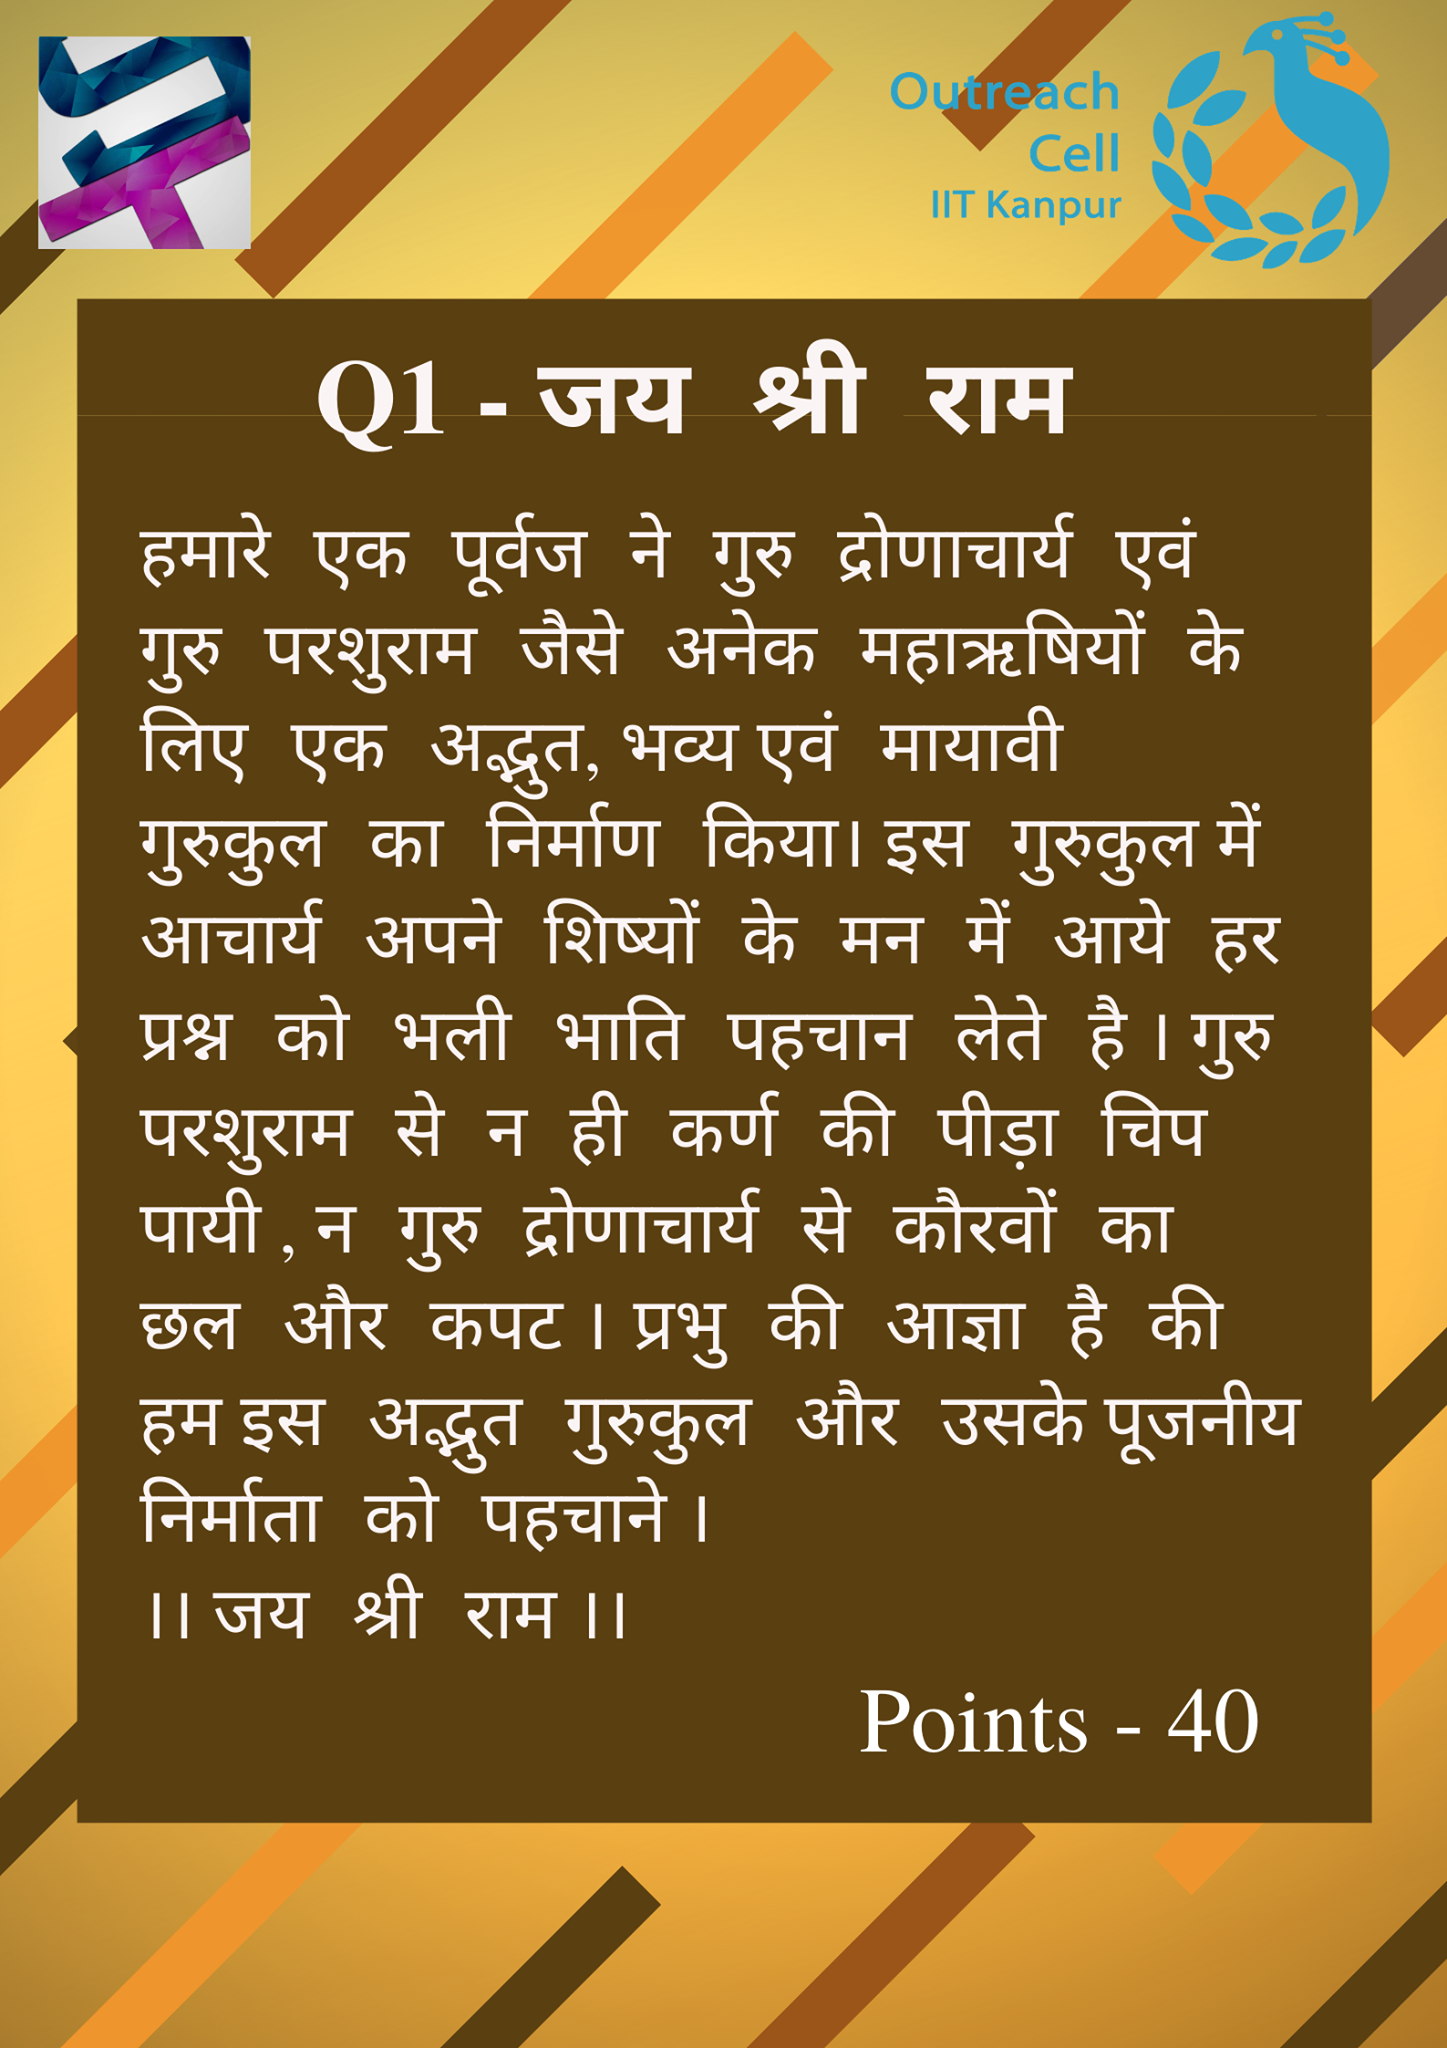 Outreach
Cell
IIT Kanpur
Q1 - जय श्री राम
हमारे एक पूर्वज ने गुरु द्रोणाचार्य एवं
गुरु परशुराम जैसे अनेक महाऋषियों के
लिए एक अद्भुत, भव्य एवं मायावी
गुरुकुल का निर्माण किया। इस गुरुकुल में
आचार्य अपने शिष्यों के मन में आये हर
प्रश्न को भली भाति पहचान लेते है । गुरु
परशुराम से न ही कर्ण की पीड़ा चिप
पायी , न गुरु द्रोणाचार्य से कौरवों का
छल और कपट । प्रभु की आज्ञा है की
हम इस अद्भुत गुरुकुल और उसके पूजनीय
निर्माता को पहचाने ।
।। जय श्री राम ।।
Points - 40